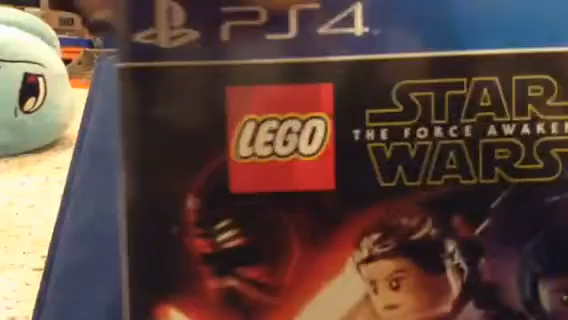 PS4
LEGO
STAR
THE FORCE AWAKEN
WARS